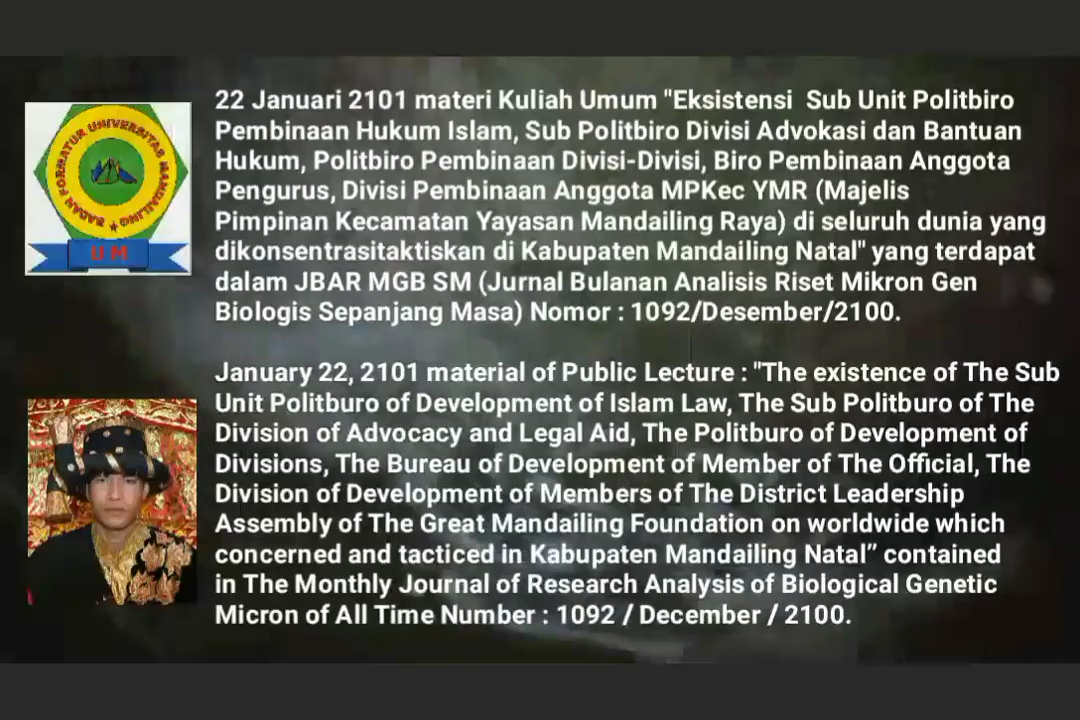 BADAN FORMATUR UNIVERSITAS MANDAILING
U M
22 Januari 2101 materi Kuliah Umum "Eksistensi Sub Unit Politbiro
Pembinaan Hukum Islam, Sub Politbiro Divisi Advokasi dan Bantuan
Hukum, Politbiro Pembinaan Divisi-Divisi, Biro Pembinaan Anggota
Pengurus, Divisi Pembinaan Anggota MPKec YMR (Majelis
Pimpinan Kecamatan Yayasan Mandailing Raya) di seluruh dunia yang
dikonsentrasitaktiskan di Kabupaten Mandailing Natal" yang terdapat
dalam JBAR MGB SM (Jurnal Bulanan Analisis Riset Mikron Gen
Biologis Sepanjang Masa) Nomor : 1092/Desember/2100.
January 22, 2101 material of Public Lecture : "The existence of The Sub
Unit Politburo of Development of Islam Law, The Sub Politburo of The
Division of Advocacy and Legal Aid, The Politburo of Development of
Divisions, The Bureau of Development of Member of The Official, The
Division of Development of Members of The District Leadership
Assembly of The Great Mandailing Foundation on worldwide which
concerned and tacticed in Kabupaten Mandailing Natal” contained
in The Monthly Journal of Research Analysis of Biological Genetic
Micron of All Time Number : 1092 / December / 2100.